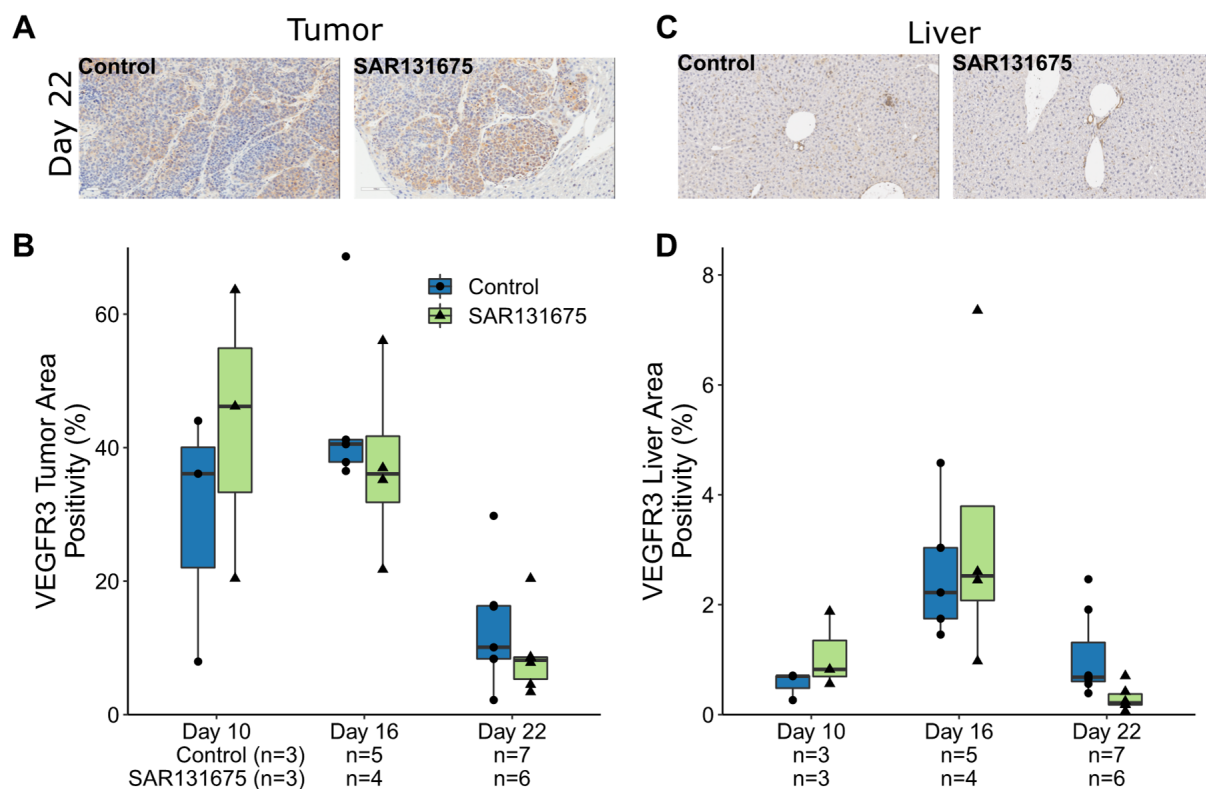 A
Tumor
Day 22
Control
SAR131675
C
Liver
Control
SAR131675
B
VEGFR3 Tumor Area
Positivity (%)
60
40
20
0
Control
SAR131675
Day 10
Day 16
Day 22
Control (n=3)
n=5
n=7
SAR131675 (n=3)
n=4
n=6
D
VEGFR3 Liver Area
Positivity (%)
8
6
4
2
0
Day 10
Day 16
Day 22
n=3
n=5
n=7
n=3
n=4
n=6